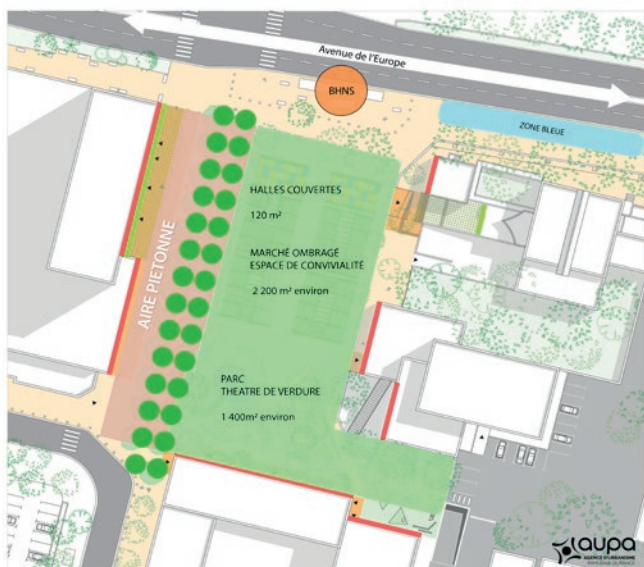 Avenue de l'Europe
BHNS
ZONE BLEUE
HALLES COUVERTES
120 m²
MARCHÉ OMBRAGÉ
ESPACE DE CONVIVIALITÉ
2 200 m² environ
AIRE PIETONNE
PARC
THEATRE DE VERDURE
1 400m² environ
aupa
AGENCE D'URBANISME